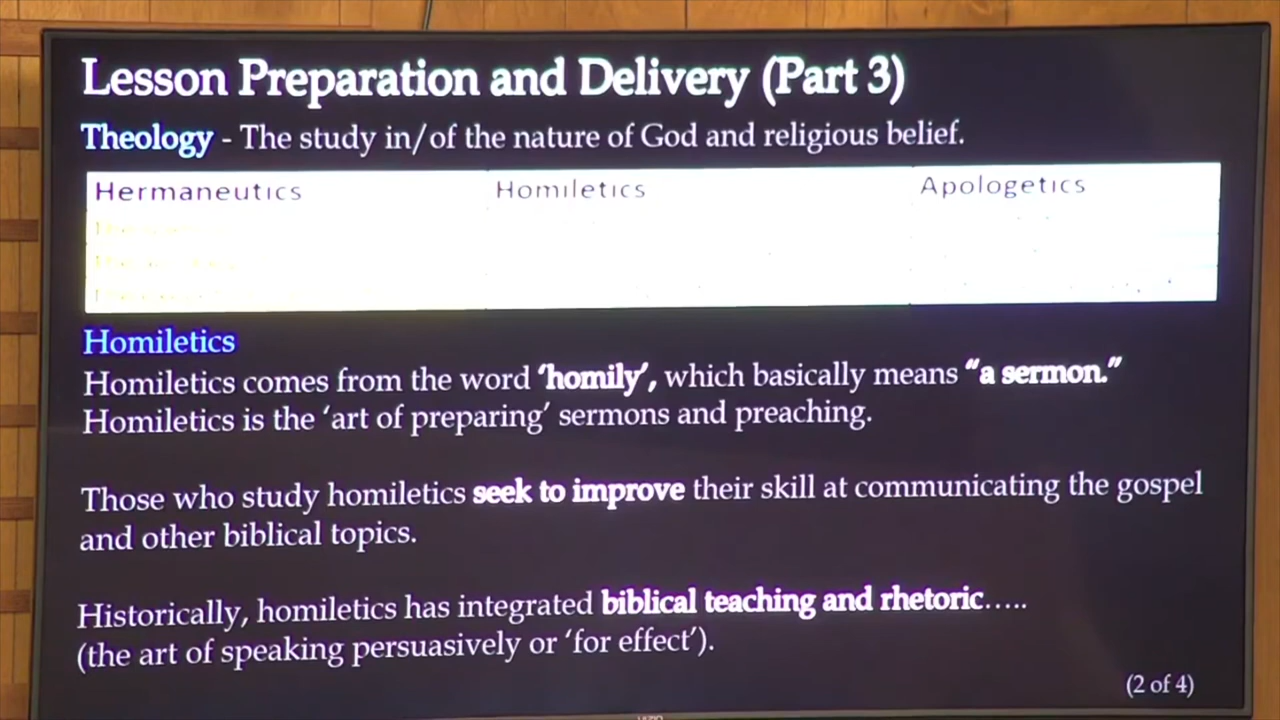 Lesson Preparation and Delivery (Part 3)
Theology - The study in/of the nature of God and religious belief.
Hermaneutics Homiletics Apologetics
Homiletics
Homiletics comes from the word ‘homily’, which basically means “a sermon.”
Homiletics is the ‘art of preparing’ sermons and preaching.
Those who study homiletics seek to improve their skill at communicating the gospel
and other biblical topics.
Historically, homiletics has integrated biblical teaching and rhetoric.....
(the art of speaking persuasively or ‘for effect’).
(2 of 4)
VIZIO